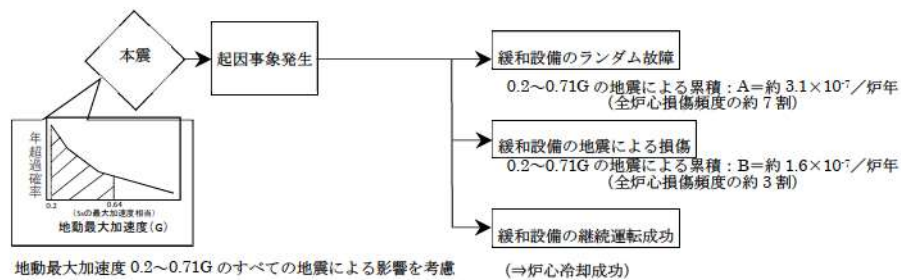 本震
起因事象発生
緩和設備のランダム故障
0.2～0.71G の地震による累積：A=約 3.1×10⁻⁷／炉年
（全炉心損傷頻度の約 7 割）
緩和設備の地震による損傷
0.2～0.71G の地震による累積：B=約 1.6×10⁻⁷／炉年
（全炉心損傷頻度の約 3 割）
緩和設備の継続運転成功
（⇒炉心冷却成功）
年超過確率
0.2
0.64
（Ssの最大加速度相当）
地動最大加速度（G）
地動最大加速度 0.2～0.71G のすべての地震による影響を考慮